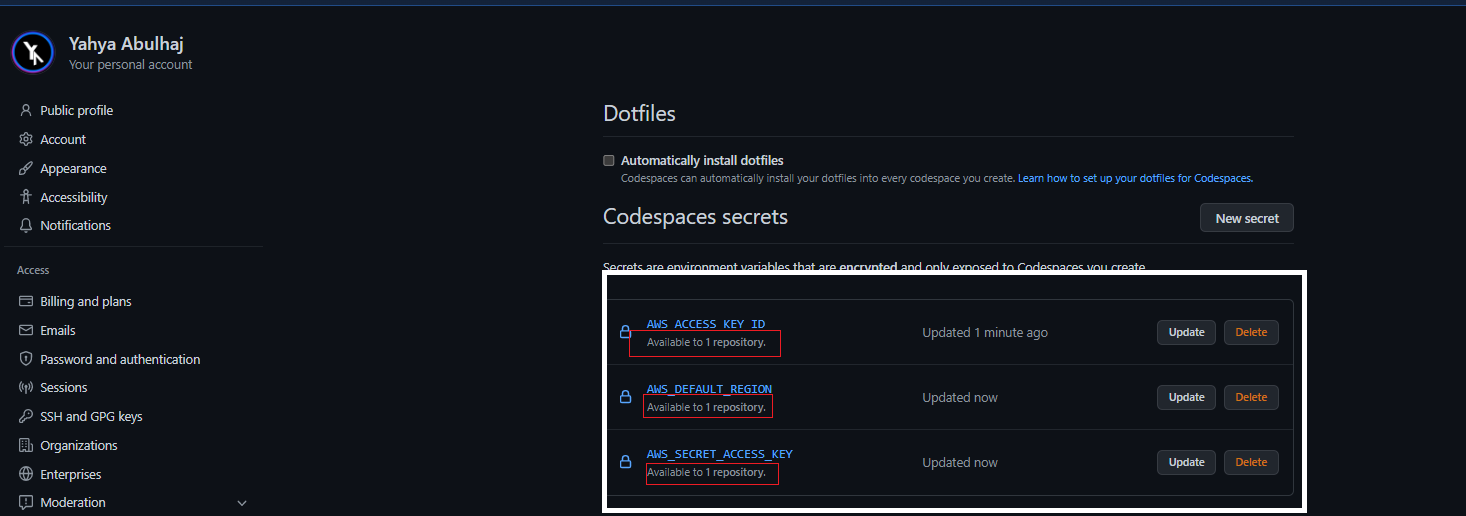 Yahya Abulhaj
Your personal account
Public profile
Account
Appearance
Accessibility
Notifications
Access
Billing and plans
Emails
Password and authentication
Sessions
SSH and GPG keys
Organizations
Enterprises
Moderation
Dotfiles
Automatically install dotfiles
Codespaces can automatically install your dotfiles into every codespace you create. Learn how to set up your dotfiles for Codespaces.
Codespaces secrets
New secret
Secrets are environment variables that are encrypted and only exposed to Codespaces you create.
AWS_ACCESS_KEY_ID
Available to 1 repository.
Updated 1 minute ago
Update
Delete
AWS_DEFAULT_REGION
Available to 1 repository.
Updated now
Update
Delete
AWS_SECRET_ACCESS_KEY
Available to 1 repository.
Updated now
Update
Delete